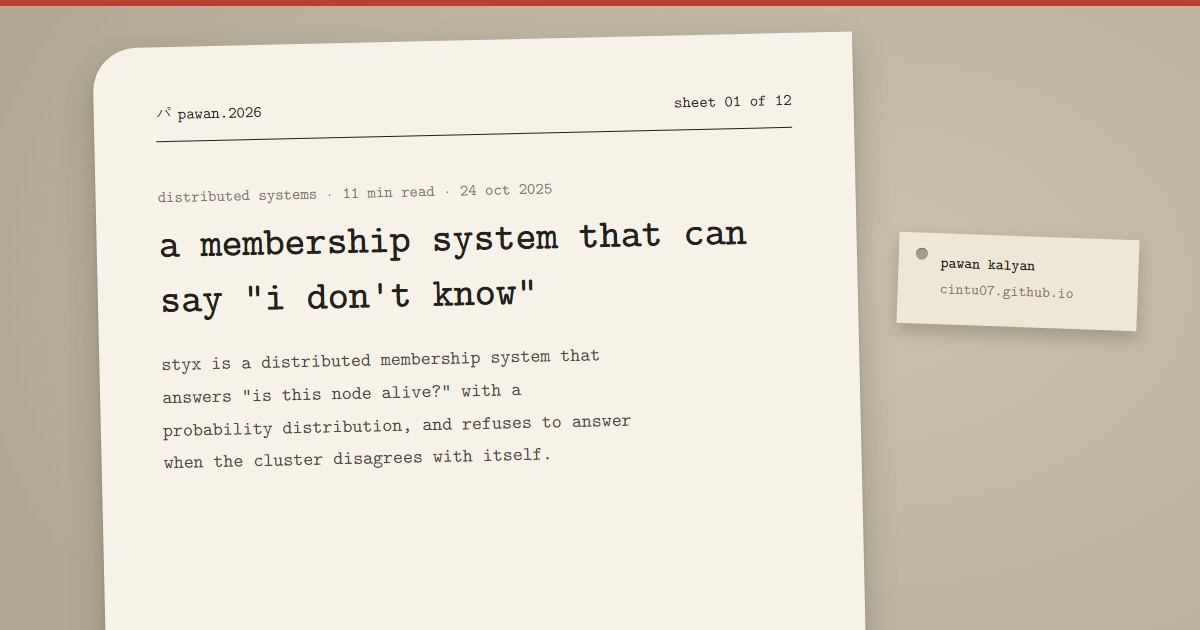 パ pawan.2026
sheet 01 of 12
distributed systems · 11 min read · 24 oct 2025
a membership system that can
say "i don't know"
styx is a distributed membership system that
answers "is this node alive?" with a
probability distribution, and refuses to answer
when the cluster disagrees with itself.
pawan kalyan
cintu07.github.io